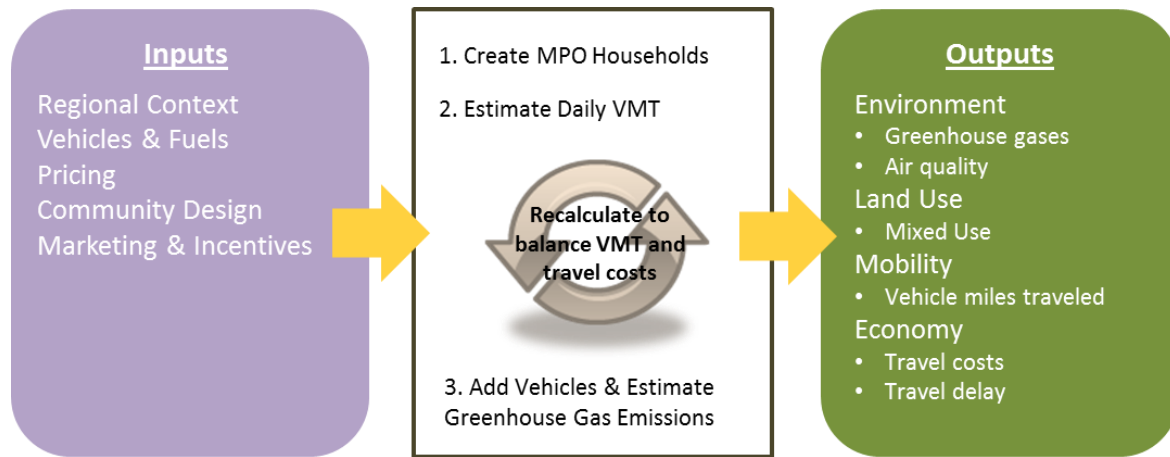 Inputs
Regional Context
Vehicles & Fuels
Pricing
Community Design
Marketing & Incentives
1. Create MPO Households
2. Estimate Daily VMT
Recalculate to
balance VMT and
travel costs
3. Add Vehicles & Estimate
Greenhouse Gas Emissions
Outputs
Environment
• Greenhouse gases
• Air quality
Land Use
• Mixed Use
Mobility
• Vehicle miles traveled
Economy
• Travel costs
• Travel delay